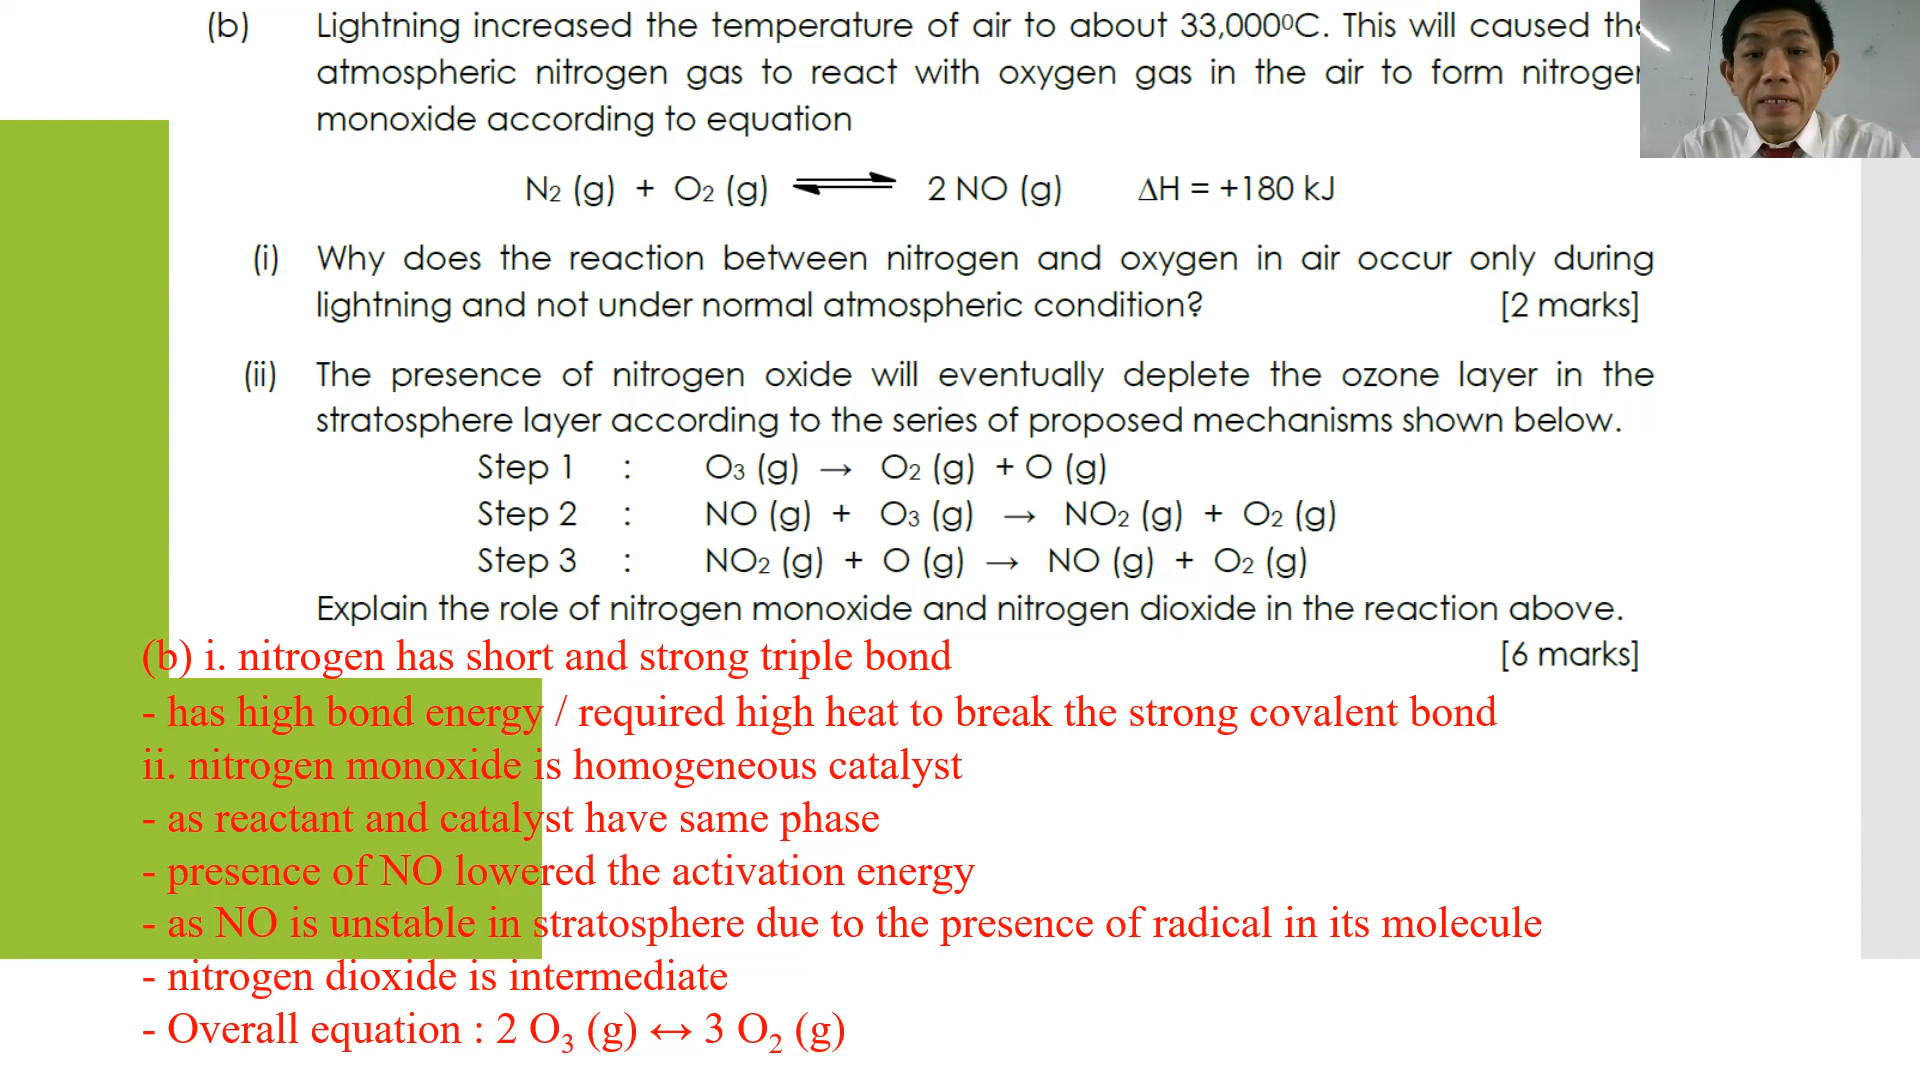 (b) Lightning increased the temperature of air to about 33,000⁰C. This will caused the
atmospheric nitrogen gas to react with oxygen gas in the air to form nitrogen
monoxide according to equation
N₂ (g) + O₂ (g) ⇌ 2 NO (g) ΔH = +180 kJ
(i) Why does the reaction between nitrogen and oxygen in air occur only during
lightning and not under normal atmospheric condition? [2 marks]
(ii) The presence of nitrogen oxide will eventually deplete the ozone layer in the
stratosphere layer according to the series of proposed mechanisms shown below.
Step 1 : O₃ (g) → O₂ (g) + O (g)
Step 2 : NO (g) + O₃ (g) → NO₂ (g) + O₂ (g)
Step 3 : NO₂ (g) + O (g) → NO (g) + O₂ (g)
Explain the role of nitrogen monoxide and nitrogen dioxide in the reaction above.
[6 marks]
(b) i. nitrogen has short and strong triple bond
- has high bond energy / required high heat to break the strong covalent bond
ii. nitrogen monoxide is homogeneous catalyst
- as reactant and catalyst have same phase
- presence of NO lowered the activation energy
- as NO is unstable in stratosphere due to the presence of radical in its molecule
- nitrogen dioxide is intermediate
- Overall equation : 2 O₃ (g) ↔ 3 O₂ (g)